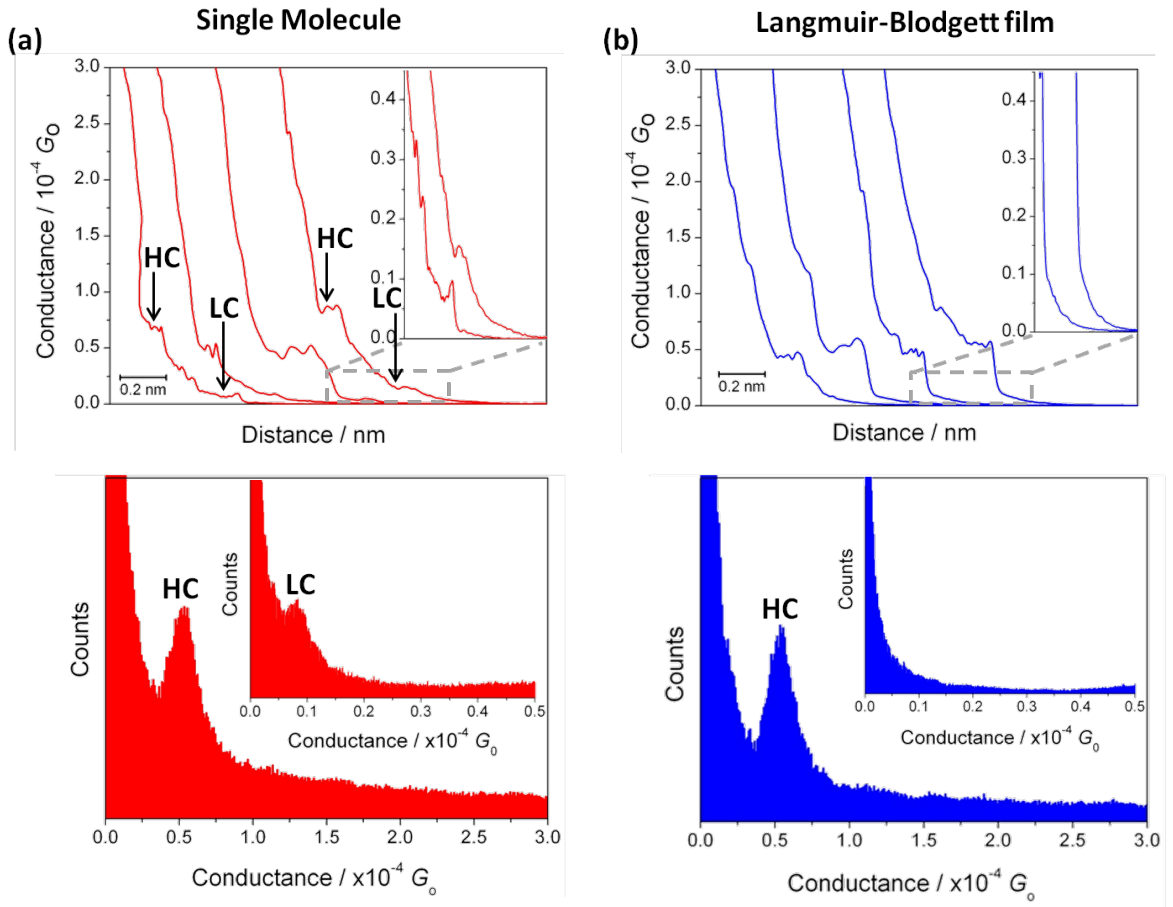 Single Molecule
Langmuir-Blodgett film
(a)
(b)
3.0
2.5
2.0
1.5
1.0
0.5
0.0
Conductance / 10⁻⁴ G₀
Distance / nm
0.2 nm
HC
LC
HC
LC
0.4
0.3
0.2
0.1
0.0
3.0
2.5
2.0
1.5
1.0
0.5
0.0
Conductance / 10⁻⁴ G₀
Distance / nm
0.2 nm
0.4
0.3
0.2
0.1
0.0
Counts
HC
0.0 0.5 1.0 1.5 2.0 2.5 3.0
Conductance / x10⁻⁴ Gₒ
Counts
LC
0.0 0.1 0.2 0.3 0.4 0.5
Conductance / x10⁻⁴ G₀
Counts
HC
0.0 0.5 1.0 1.5 2.0 2.5 3.0
Conductance / x10⁻⁴ Gₒ
Counts
0.0 0.1 0.2 0.3 0.4 0.5
Conductance / x10⁻⁴ G₀